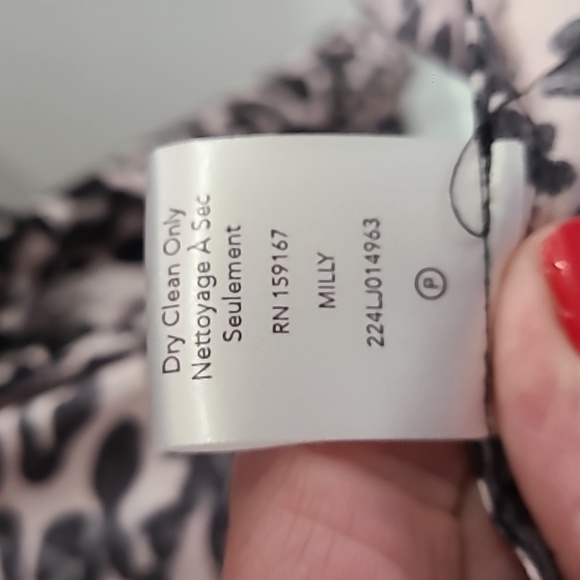 Dry Clean Only
Nettoyage À Sec
Seulement
RN 159167
MILLY
224LJ014963
P